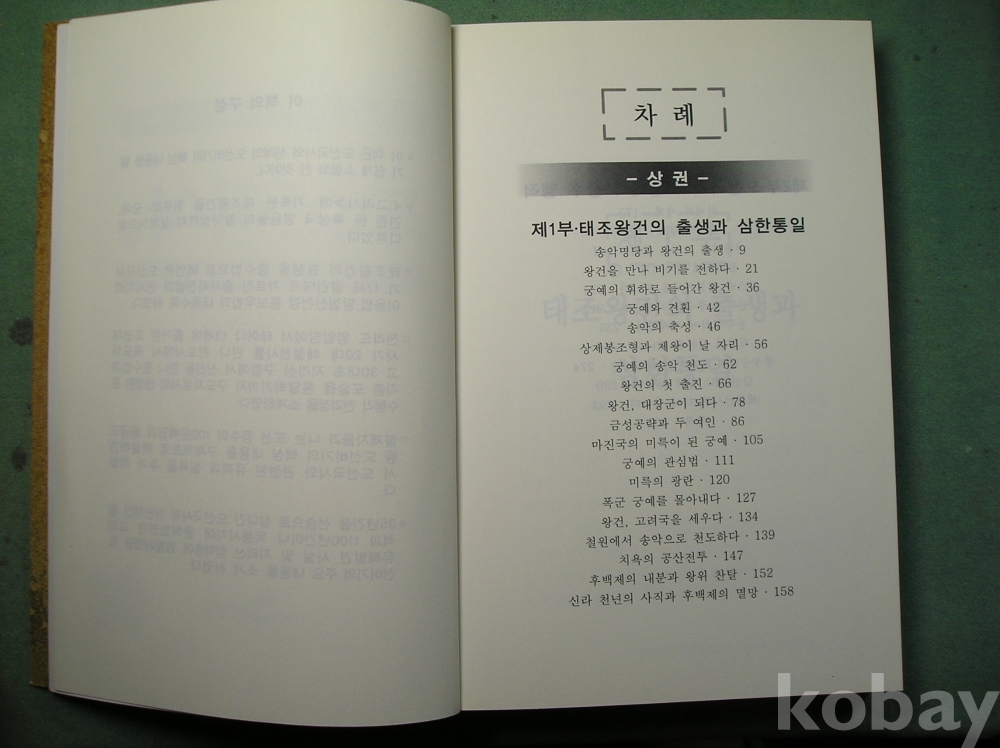 차 례
- 상 권 -
제1부·태조왕건의 출생과 삼한통일
송악명당과 왕건의 출생 · 9
왕건을 만나 비기를 전하다 · 21
궁예의 휘하로 들어간 왕건 · 36
궁예와 견훤 · 42
송악의 축성 · 46
상제봉조형과 제왕이 날 자리 · 56
궁예의 송악 천도 · 62
왕건의 첫 출진 · 66
왕건, 대장군이 되다 · 78
금성공략과 두 여인 · 86
마진국의 미륵이 된 궁예 · 105
궁예의 관심법 · 111
미륵의 광란 · 120
폭군 궁예를 몰아내다 · 127
왕건, 고려국을 세우다 · 134
철원에서 송악으로 천도하다 · 139
치욕의 공산전투 · 147
후백제의 내분과 왕위 찬탈 · 152
신라 천년의 사직과 후백제의 멸망 · 158
kobay